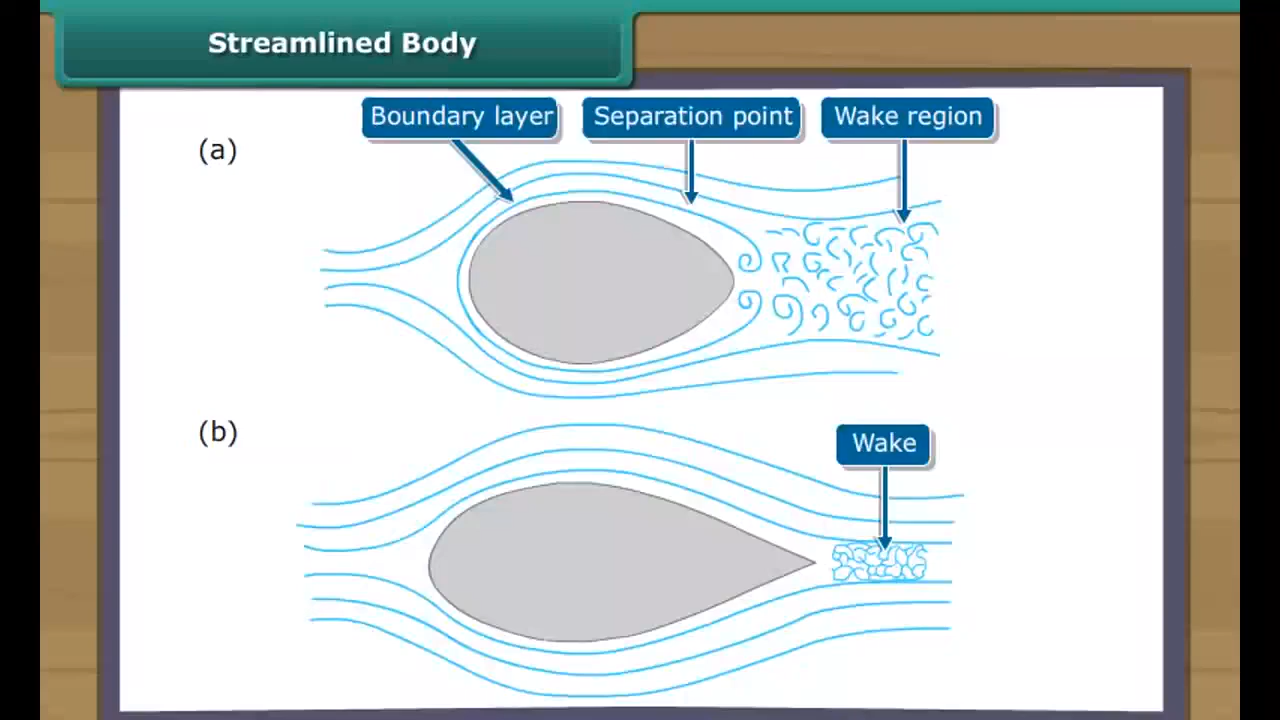 Streamlined Body
Boundary layer
Separation point
Wake region
(a)
(b)
Wake